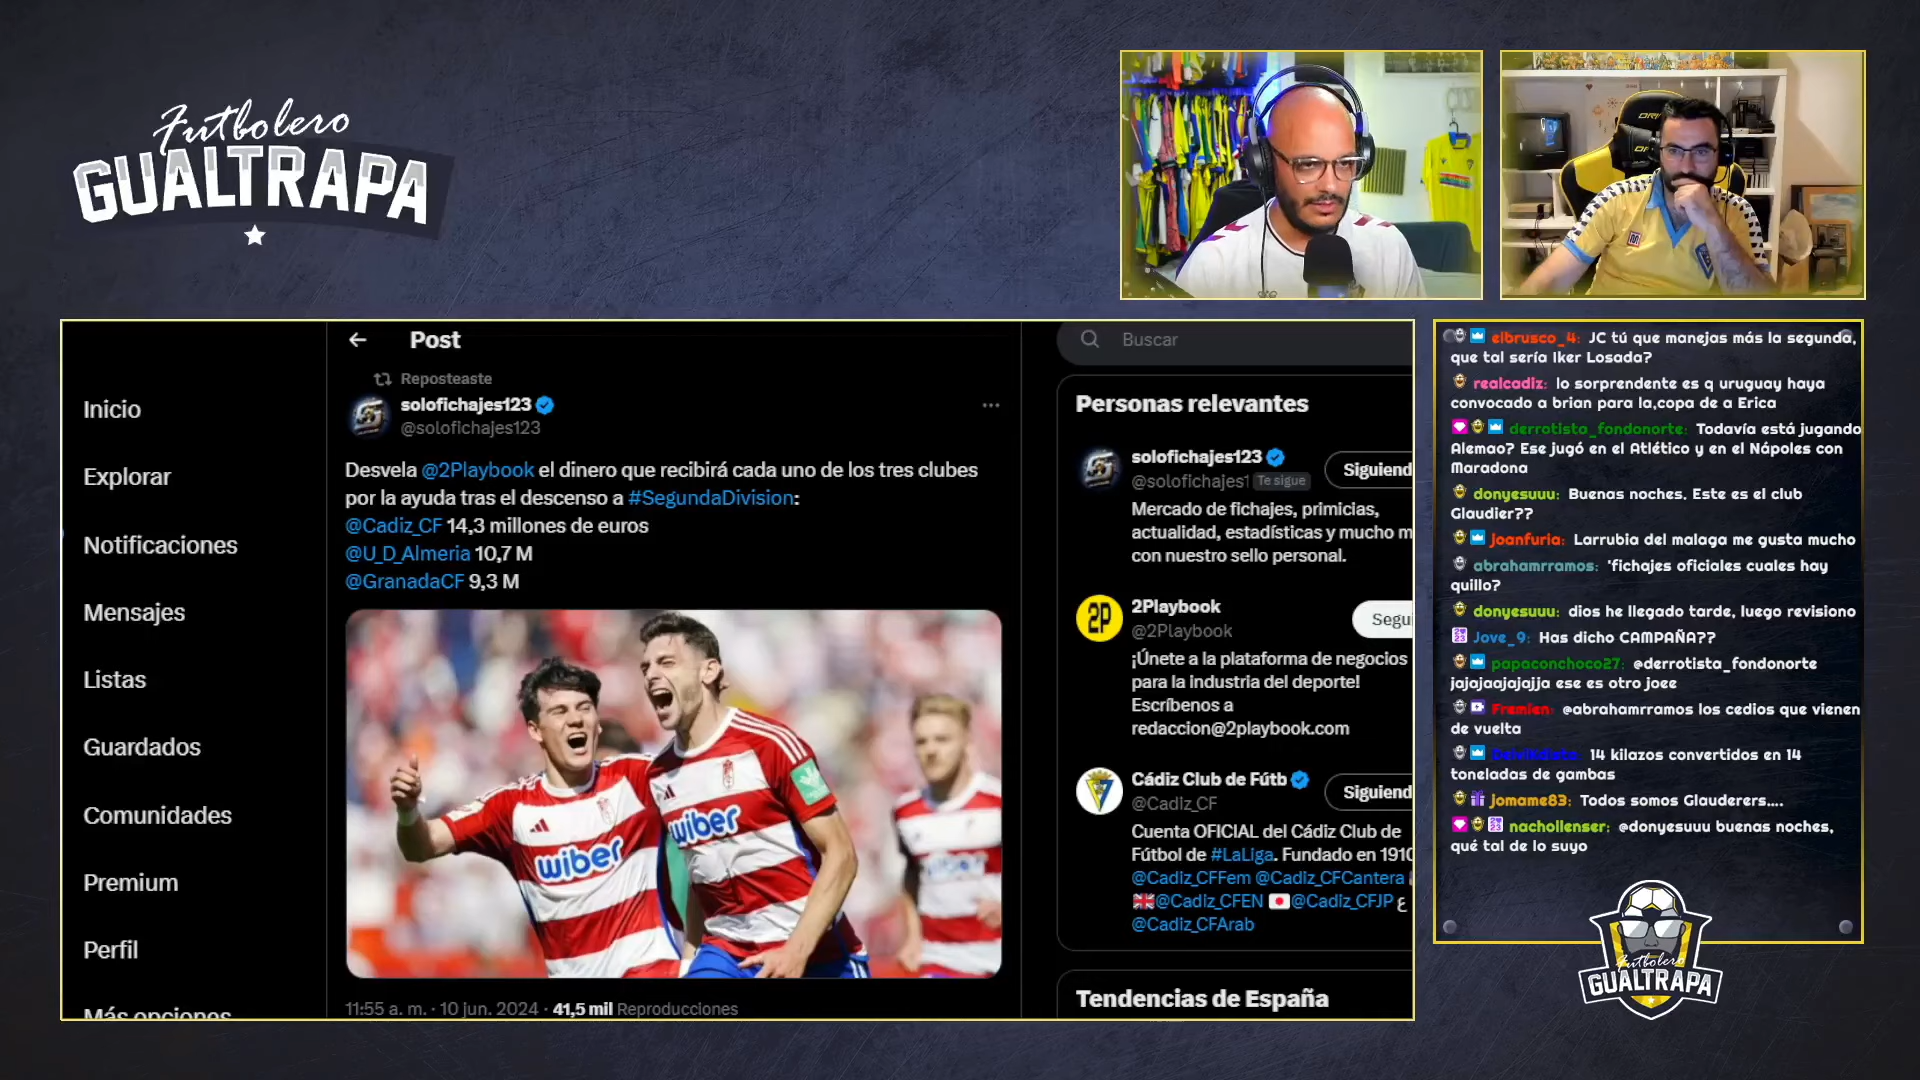 Futbolero
GUALTRAPA
Post
Reposteaste
solofichajes123
@solofichajes123
Desvela @2Playbook el dinero que recibirá cada uno de los tres clubes
por la ayuda tras el descenso a #SegundaDivision:
@Cadiz_CF 14,3 millones de euros
@U_D_Almeria 10,7 M
@GranadaCF 9,3 M
wiber
wiber
11:55 a. m. · 10 jun. 2024 · 41,5 mil Reproducciones
Inicio
Explorar
Notificaciones
Mensajes
Listas
Guardados
Comunidades
Premium
Perfil
Más opciones
Buscar
Personas relevantes
solofichajes123
@solofichajes1 Te sigue
Siguiend
Mercado de fichajes, primicias,
actualidad, estadísticas y mucho m
con nuestro sello personal.
2P
2Playbook
@2Playbook
Segu
¡Únete a la plataforma de negocios
para la industria del deporte!
Escríbenos a
redaccion@2playbook.com
Cádiz Club de Fútb
@Cadiz_CF
Siguiend
Cuenta OFICIAL del Cádiz Club de
Fútbol de #LaLiga. Fundado en 1910
@Cadiz_CFFem @Cadiz_CFCantera
@Cadiz_CFEN @Cadiz_CFJP ع
@Cadiz_CFArab
Tendencias de España
elbrusco_4: JC tú que manejas más la segunda,
que tal sería Iker Losada?
realcadiz: lo sorprendente es q uruguay haya
convocado a brian para la,copa de a Erica
derrotista_fondonorte: Todavía está jugando
Alemao? Ese jugó en el Atlético y en el Nápoles con
Maradona
donyesuuu: Buenas noches. Este es el club
Glaudier??
joanfuria: Larrubia del malaga me gusta mucho
abrahamrramos: 'fichajes oficiales cuales hay
quillo?
donyesuuu: dios he llegado tarde, luego revisiono
Jove_9: Has dicho CAMPAÑA??
papaconchoco27: @derrotista_fondonorte
jajajaajajajja ese es otro joee
Fremien: @abrahamrramos los cedios que vienen
de vuelta
14 kilazos convertidos en 14
toneladas de gambas
jomame83: Todos somos Glauderers....
nachollenser: @donyesuuu buenas noches,
qué tal de lo suyo
Futbolero
GUALTRAPA